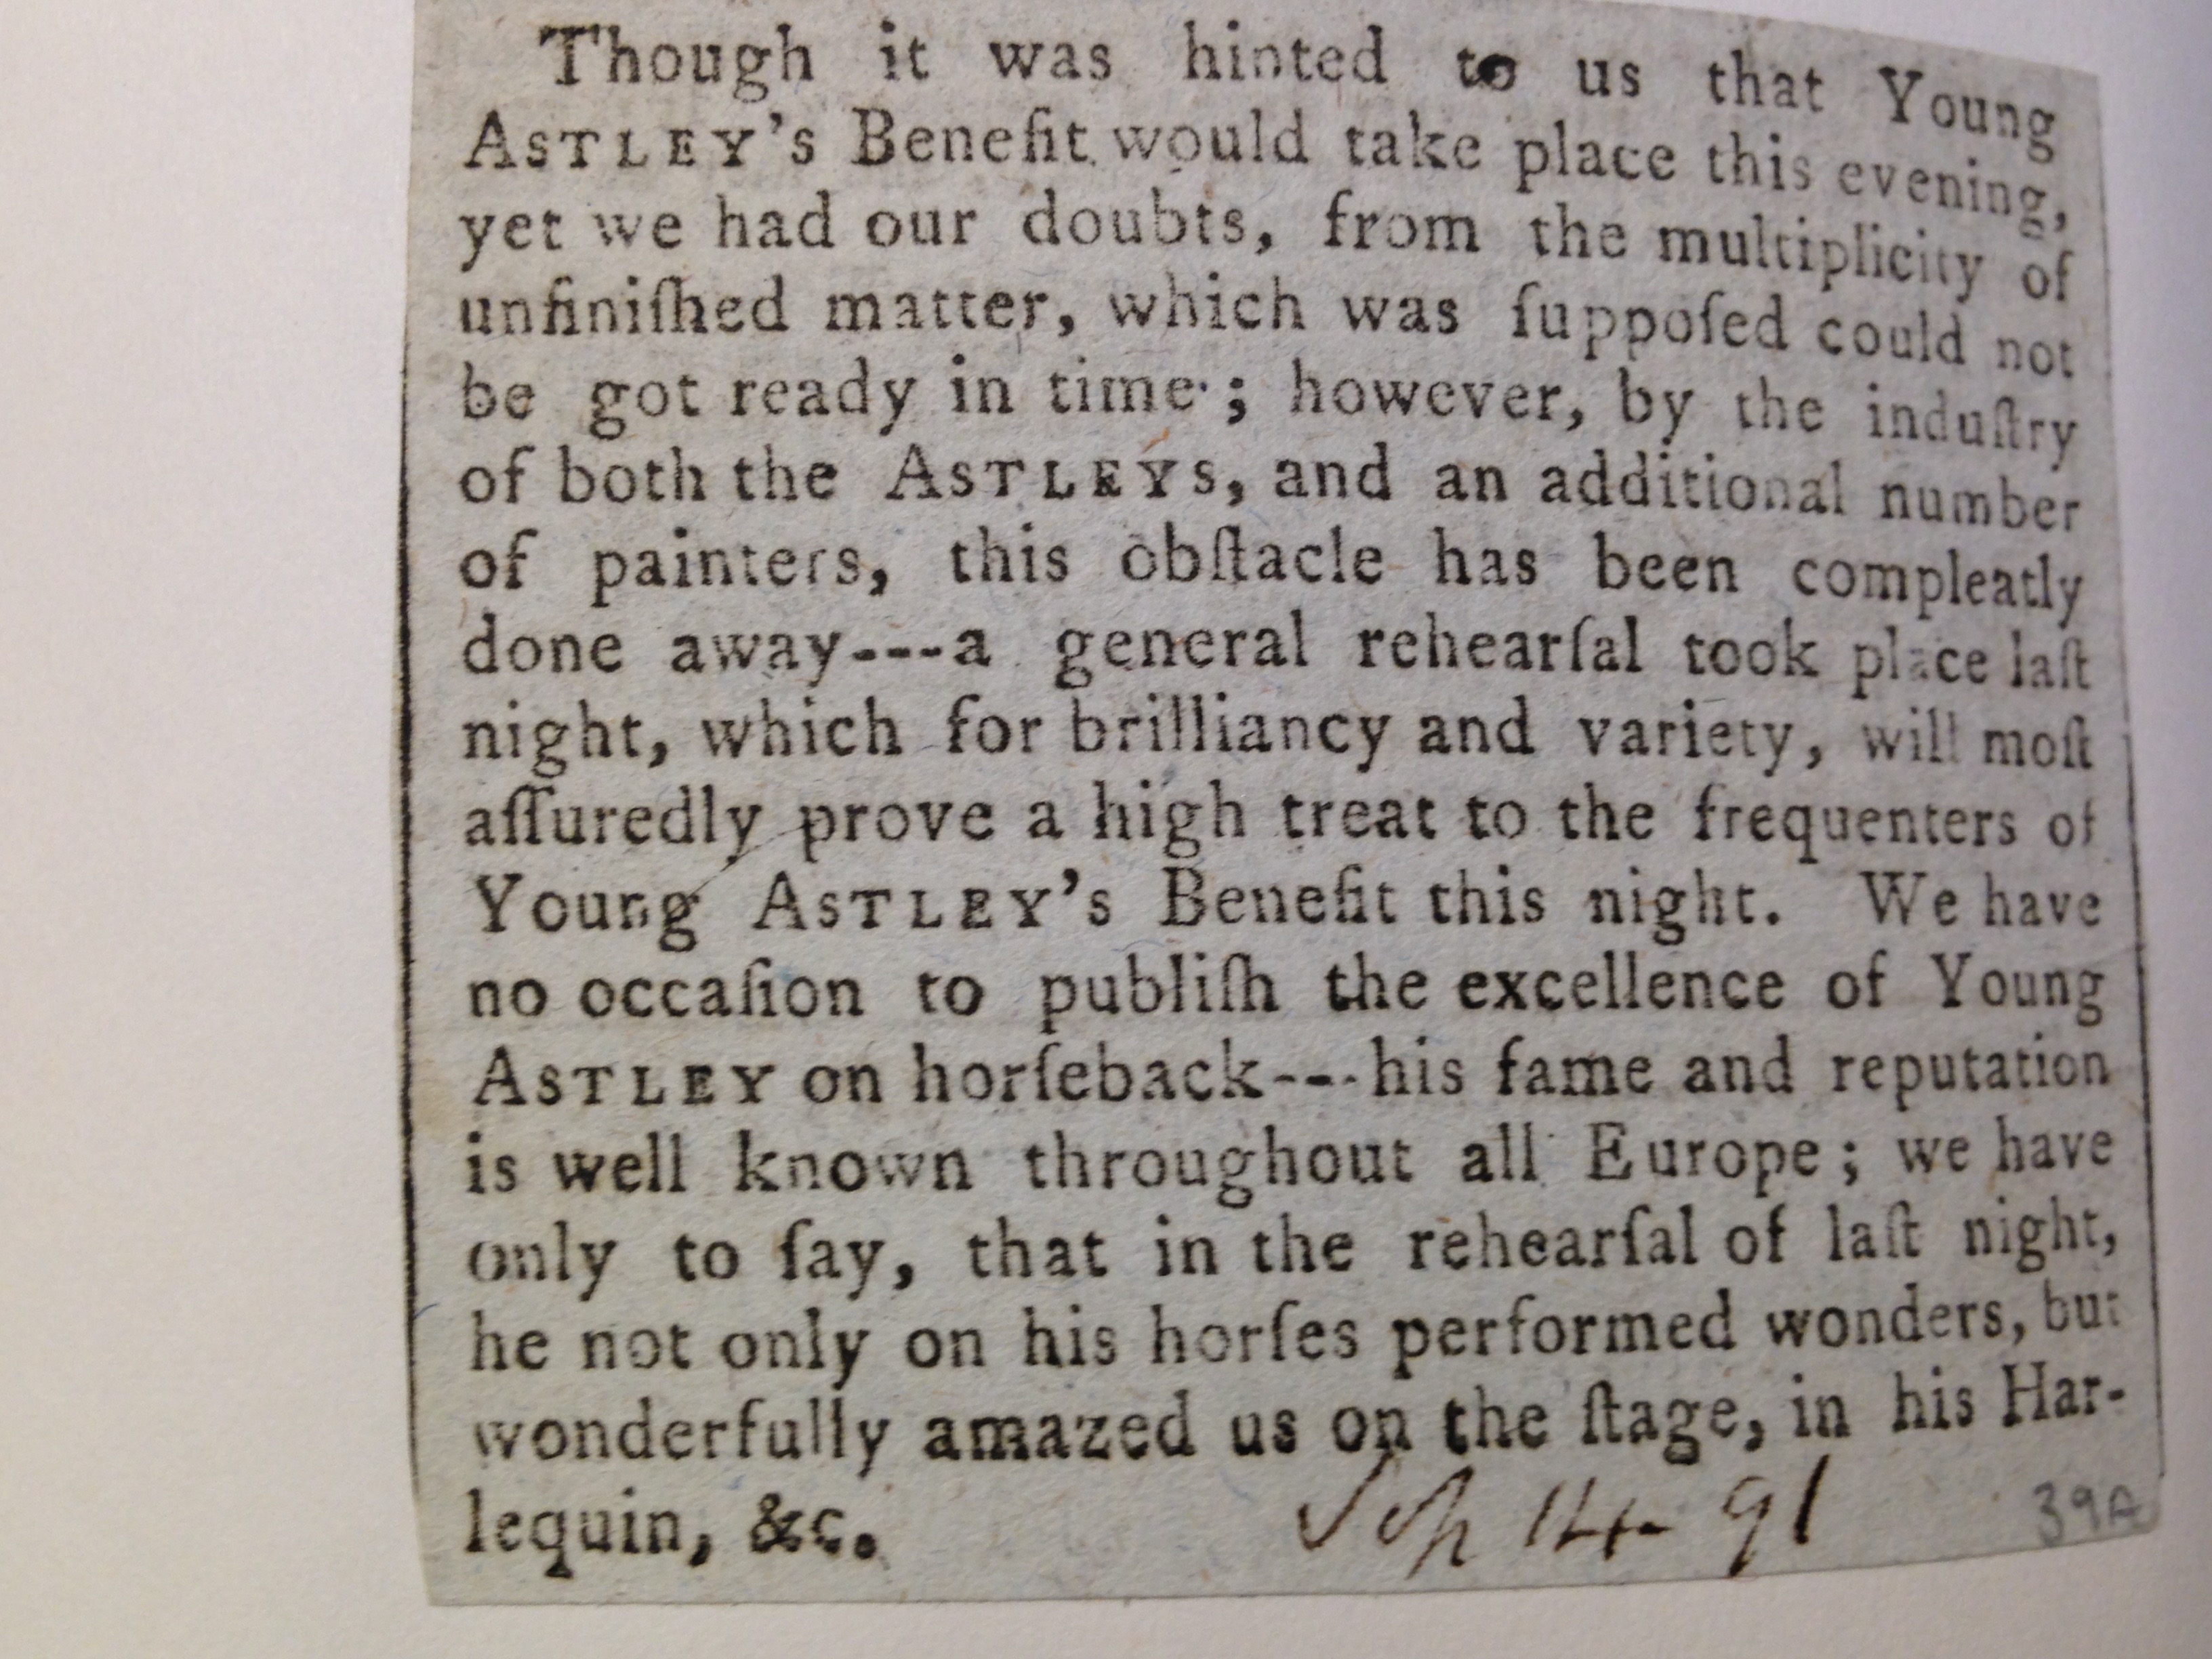 Though it was hinted to us that Young
ASTLEY's Benefit would take place this evening,
yet we had our doubts, from the multiplicity of
unfiniſhed matter, which was ſuppoſed could not
be got ready in time ; however, by the induſtry
of both the ASTLEYS, and an additional number
of painters, this obſtacle has been compleatly
done away---a general rehearſal took place laſt
night, which for brilliancy and variety, will moſt
aſſuredly prove a high treat to the frequenters of
Young ASTLEY's Benefit this night. We have
no occaſion to publiſh the excellence of Young
ASTLEY on horſeback---his fame and reputation
is well known throughout all Europe ; we have
only to ſay, that in the rehearſal of laſt night,
he not only on his horſes performed wonders, but
wonderfully amazed us on the ſtage, in his Har-
lequin, &c.
Sep 14 91
39A